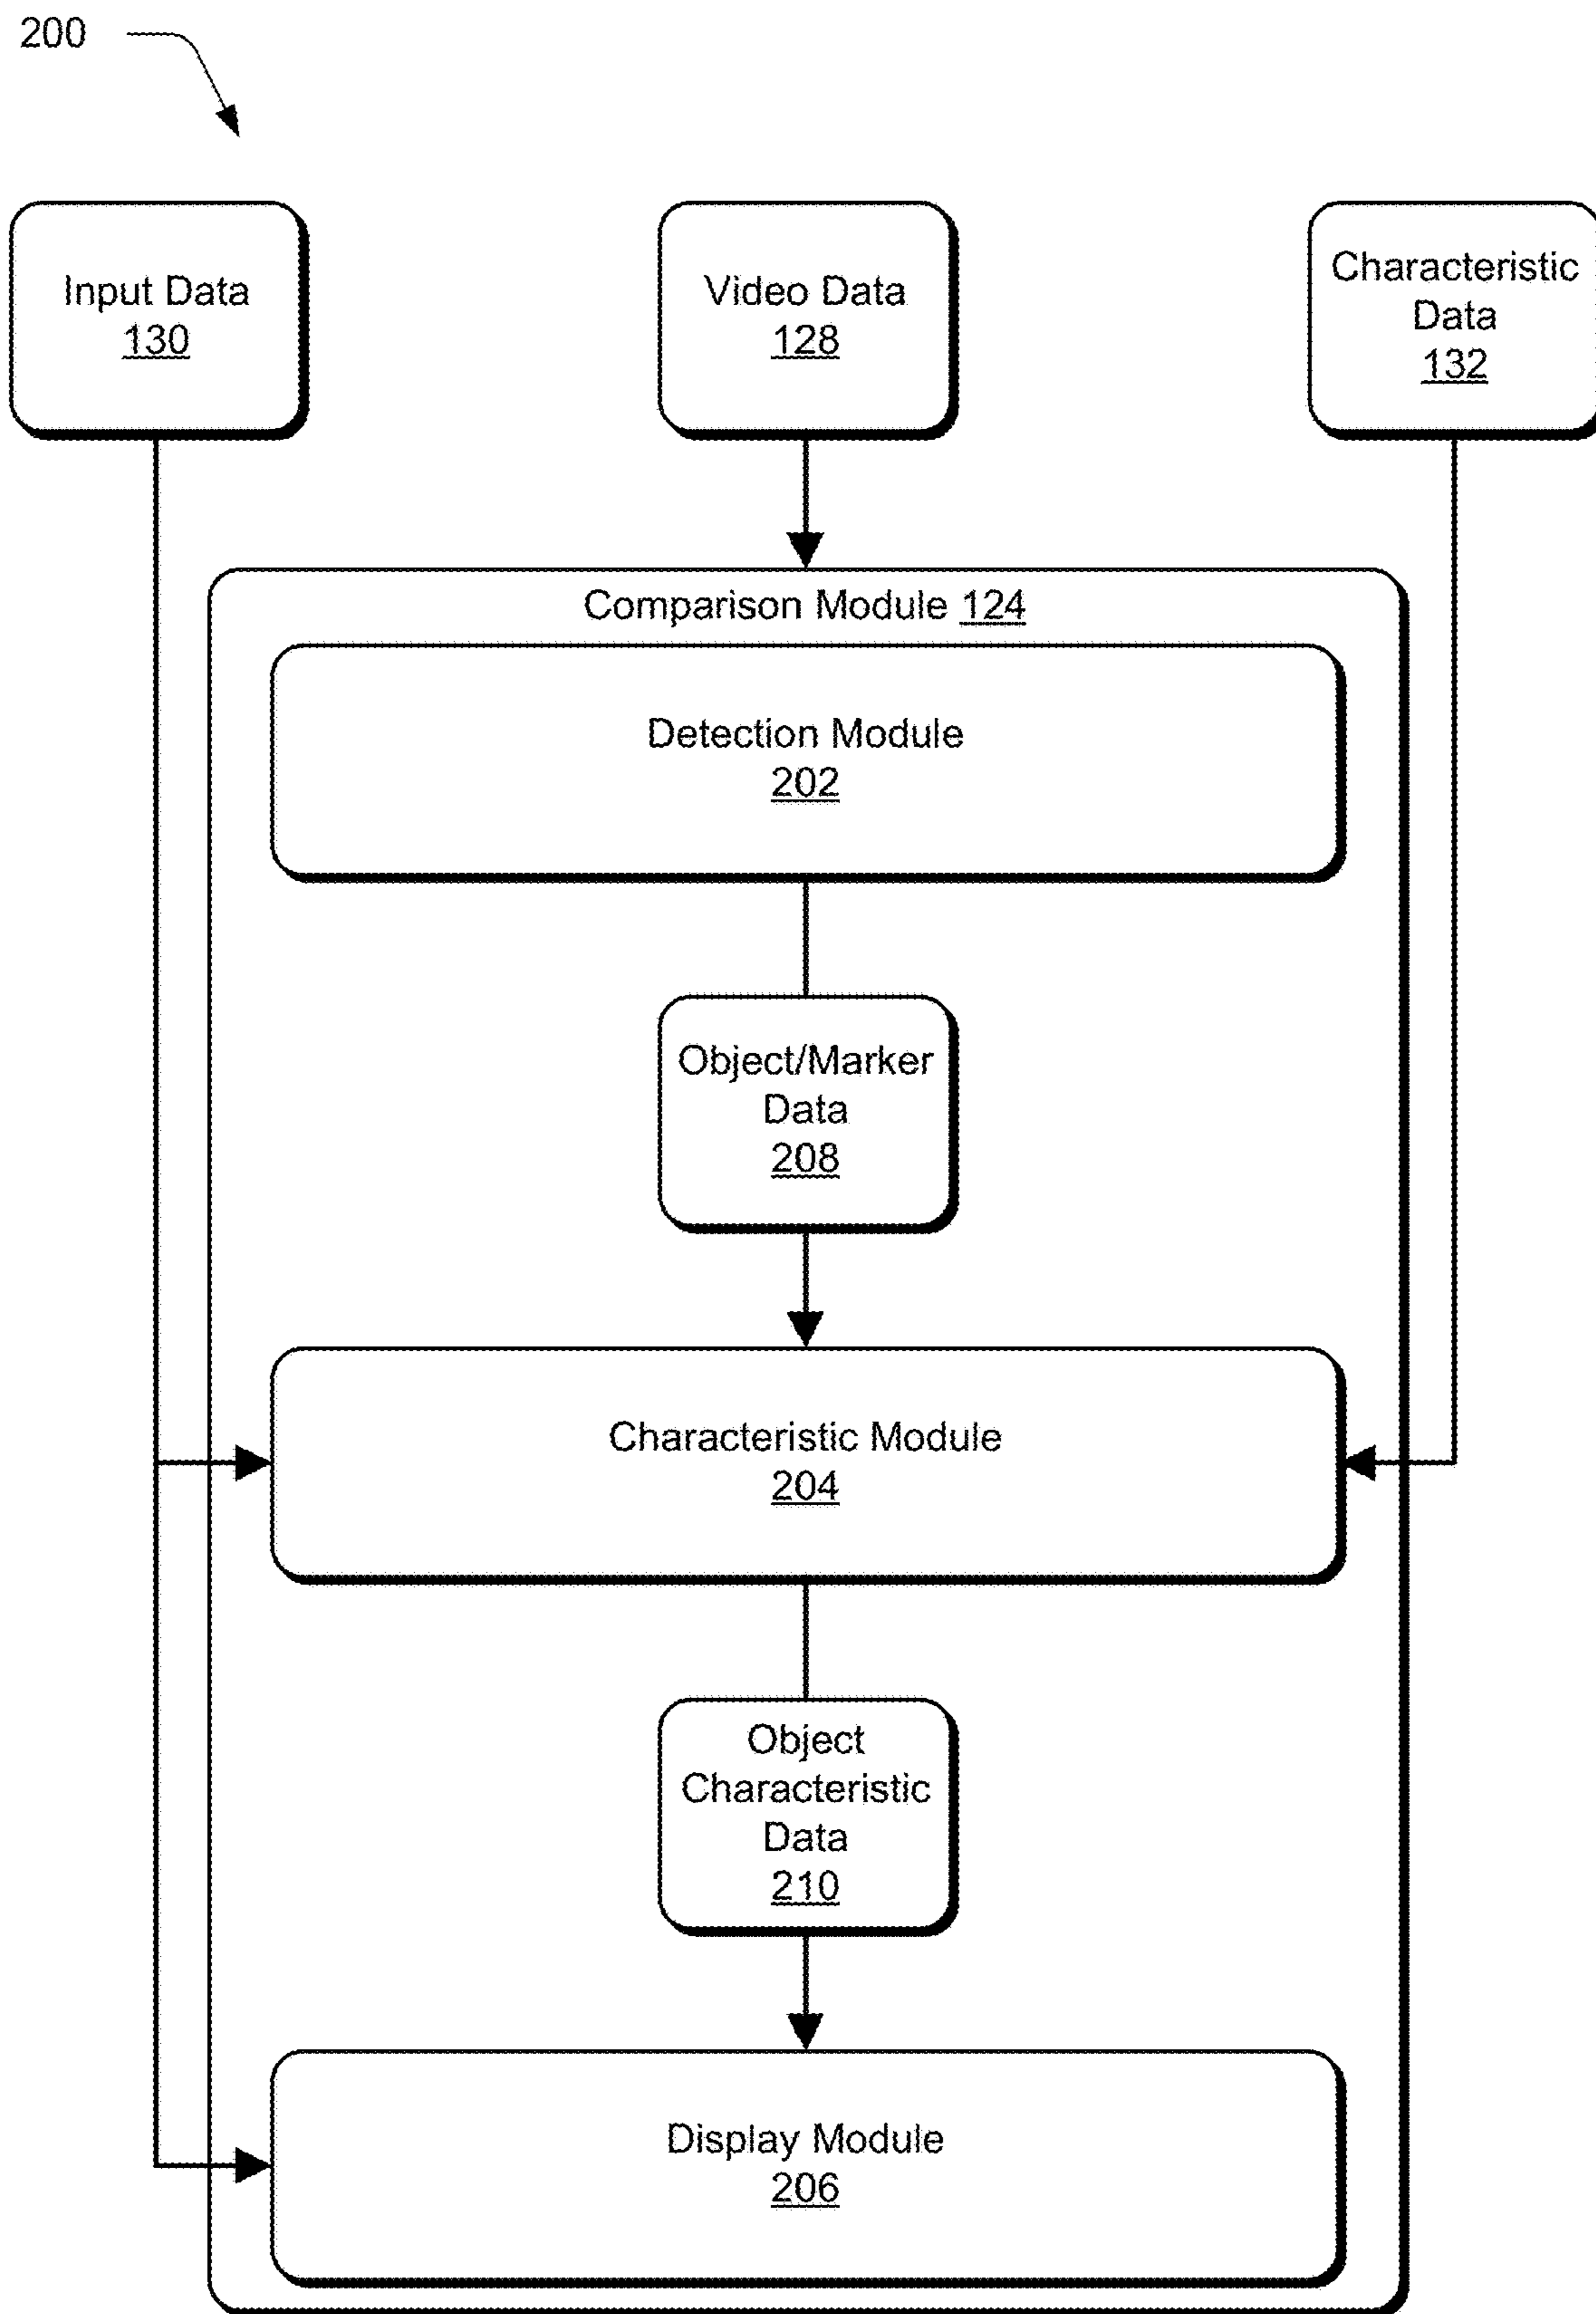 200
Input Data
130
Video Data
128
Characteristic
Data
132
Comparison Module 124
Detection Module
202
Object/Marker
Data
208
Characteristic Module
204
Object
Characteristic
Data
210
Display Module
206